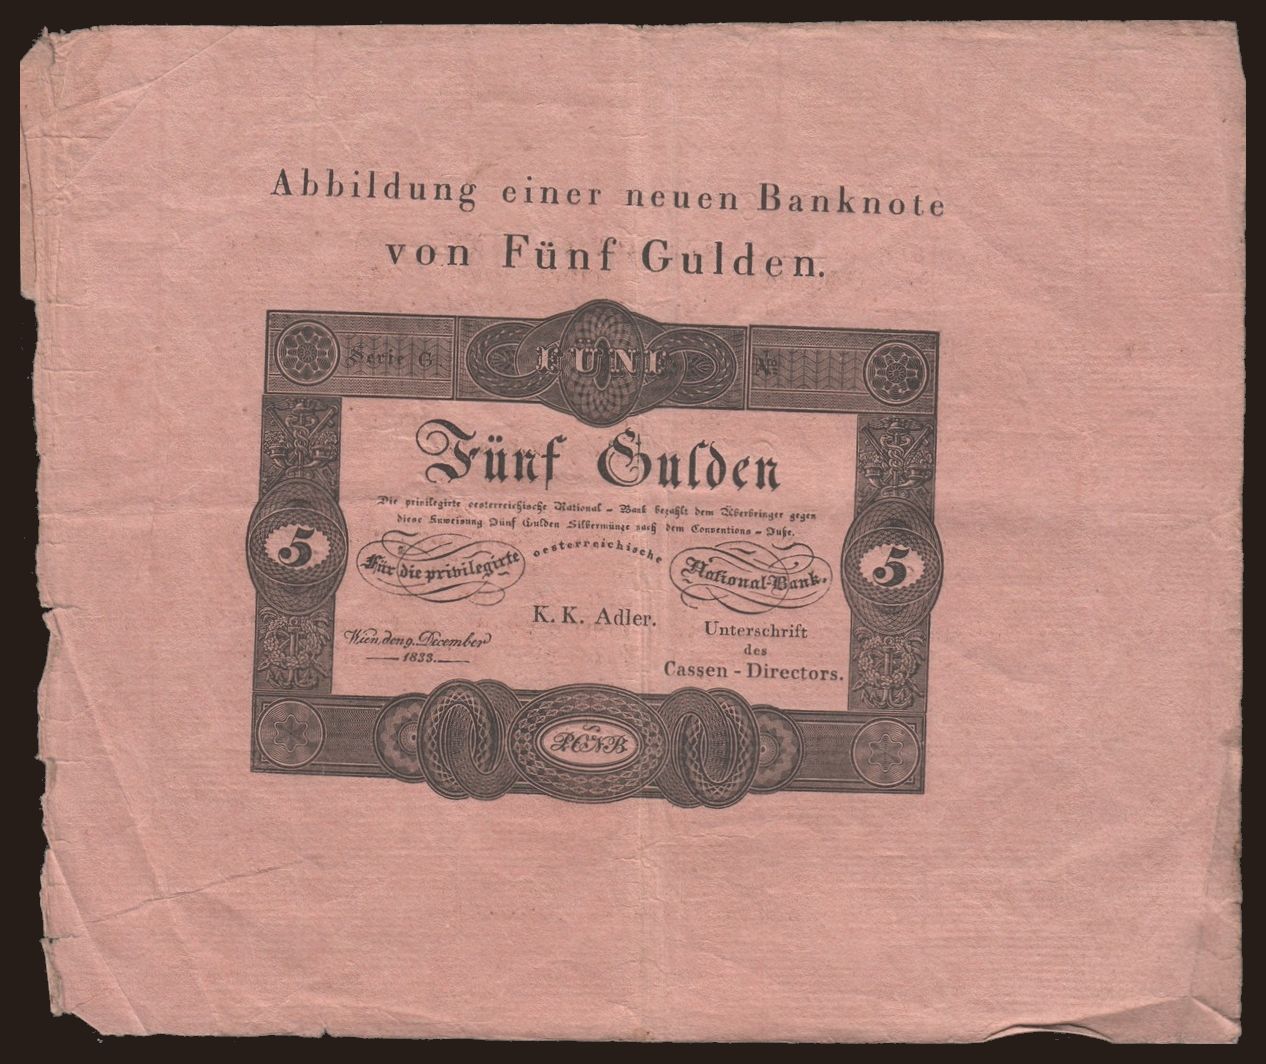 Abbildung einer neuen Banknote
von Fünf Gulden.
Serie G
FÜNF
No
Fünf Gulden
Die privilegirte oesterreichische National - Bank bezahlt dem Überbringer gegen
diese Anweisung Fünf Gulden Silbermünze nach dem Conventions - Fuße.
Für die privilegirte oesterreichische National-Bank.
5
5
K. K. Adler.
Wien, den 9. December
1833.
Unterschrift
des
Cassen - Directors.
P.O.N.B.